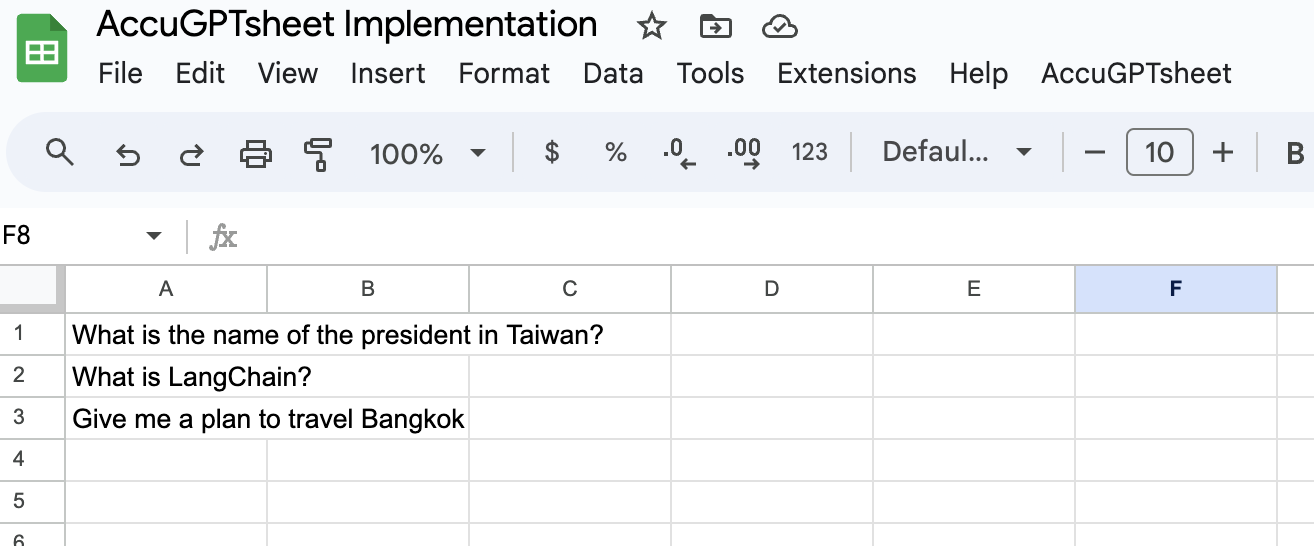 AccuGPTsheet Implementation
File Edit View Insert Format Data Tools Extensions Help AccuGPTsheet
100% $ % .0 .00 123 Defaul... 10 B
F8 fx
A B C D E F
1 What is the name of the president in Taiwan?
2 What is LangChain?
3 Give me a plan to travel Bangkok
4
5
6